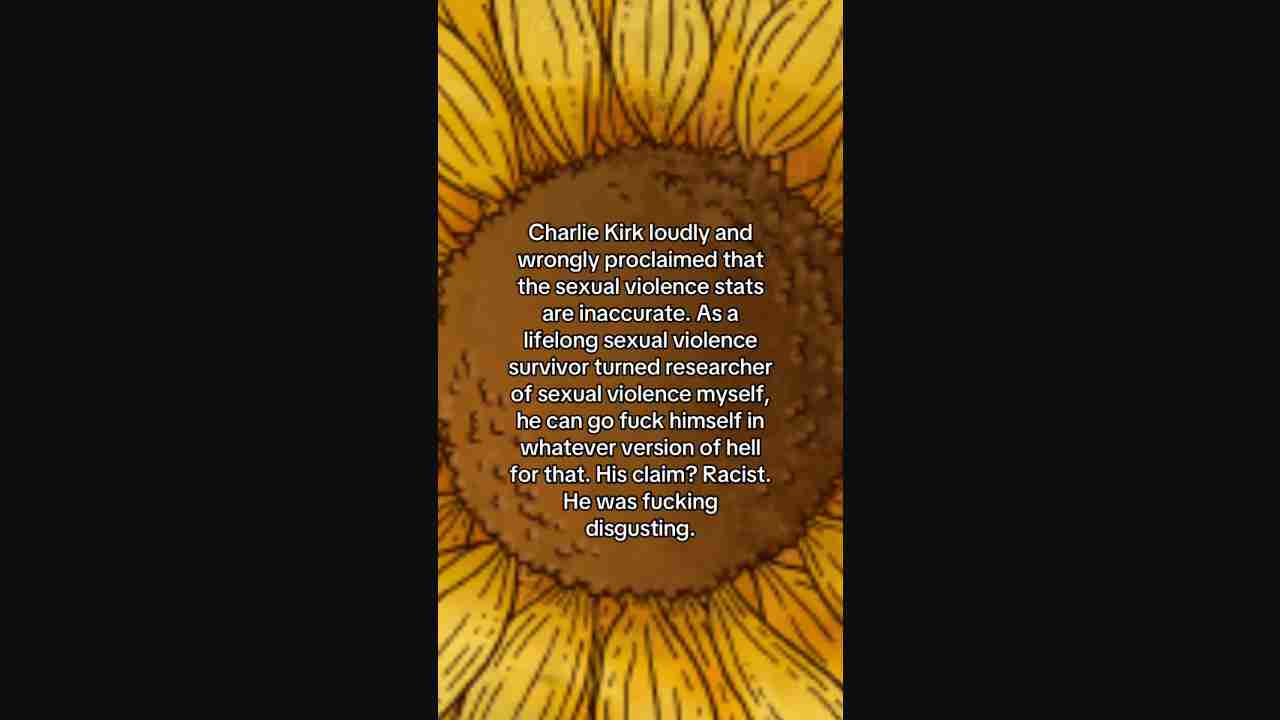 Charlie Kirk loudly and
wrongly proclaimed that
the sexual violence stats
are inaccurate. As a
lifelong sexual violence
survivor turned researcher
of sexual violence myself,
he can go fuck himself in
whatever version of hell
for that. His claim? Racist.
He was fucking
disgusting.